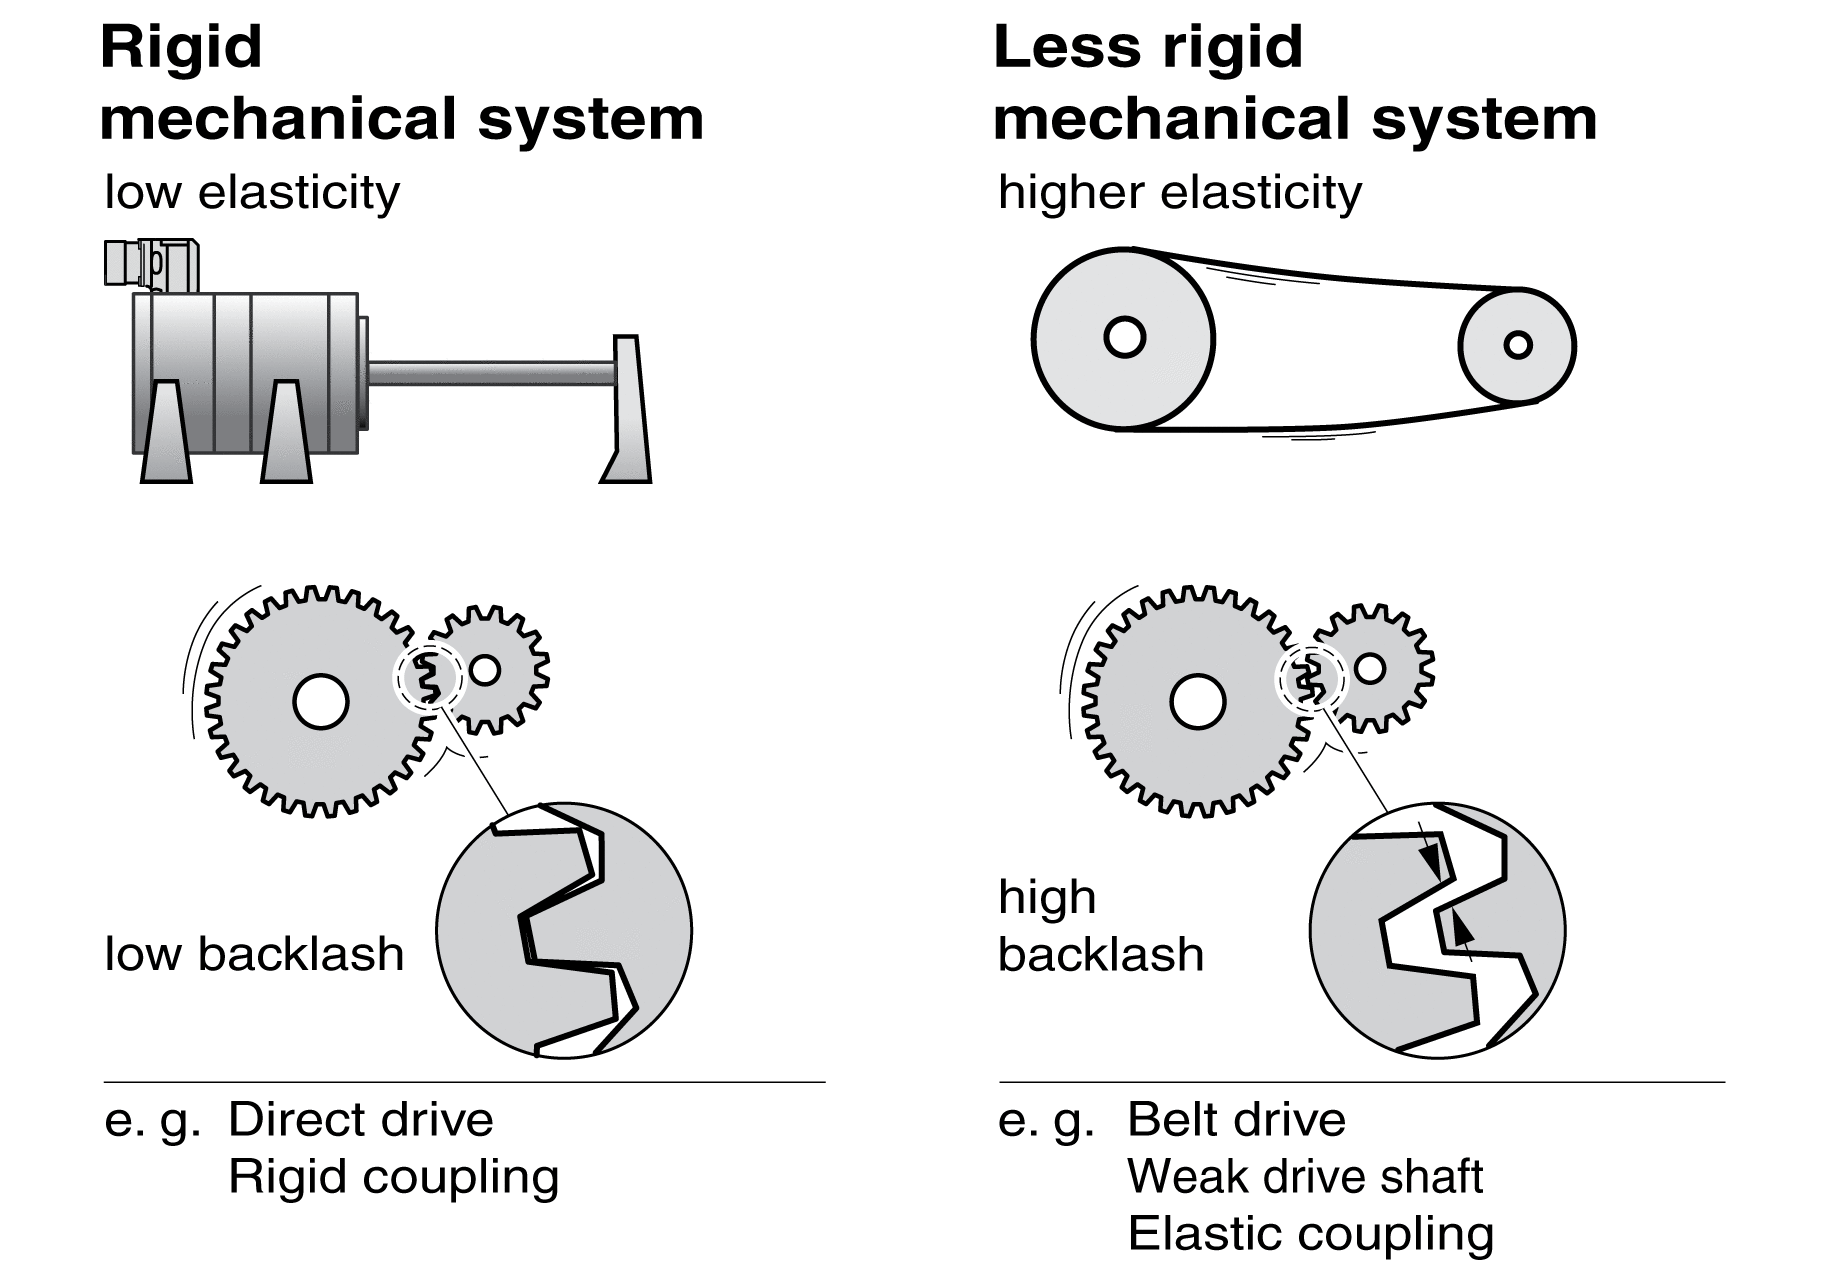 Rigid
mechanical system
low elasticity
low backlash
e. g. Direct drive
Rigid coupling
Less rigid
mechanical system
higher elasticity
high
backlash
e. g. Belt drive
Weak drive shaft
Elastic coupling